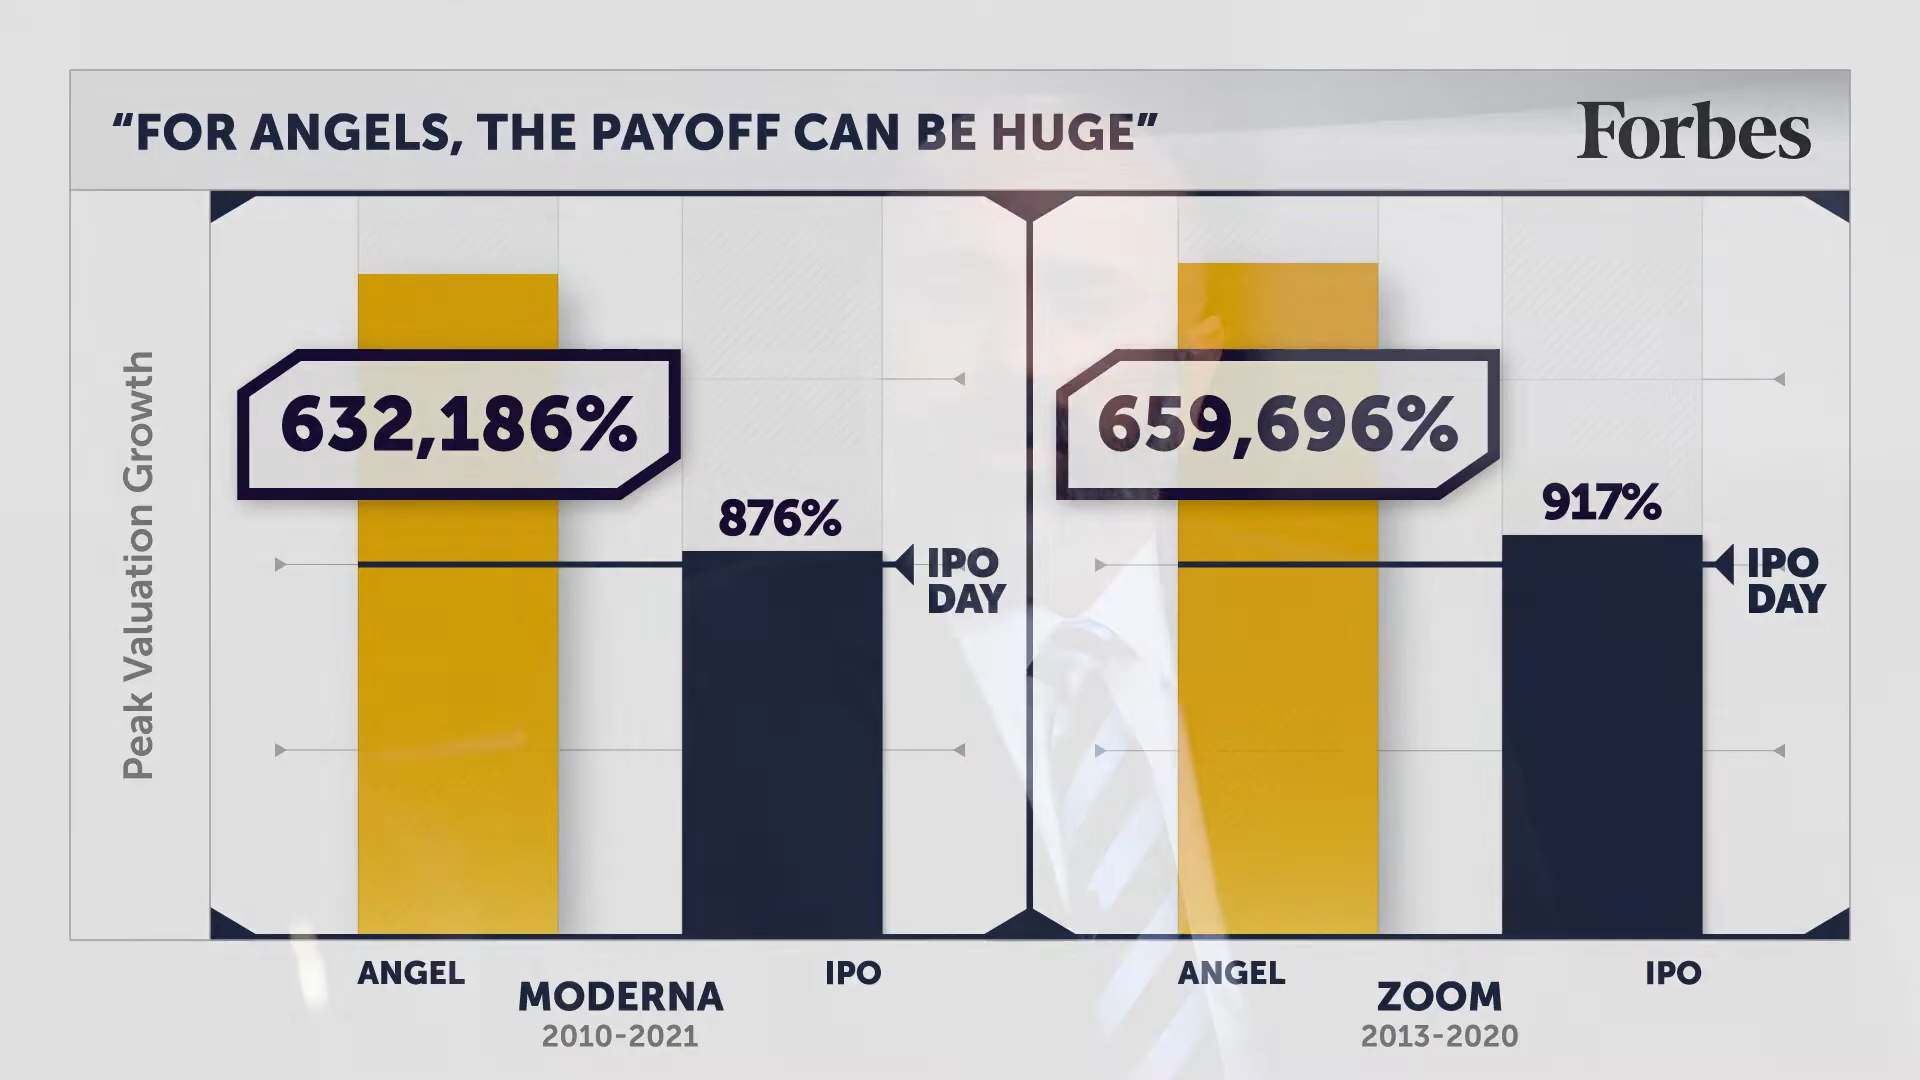 “FOR ANGELS, THE PAYOFF CAN BE HUGE”
Forbes
Peak Valuation Growth
632,186%
876%
IPO
DAY
ANGEL
IPO
MODERNA
2010-2021
659,696%
917%
IPO
DAY
ANGEL
IPO
ZOOM
2013-2020